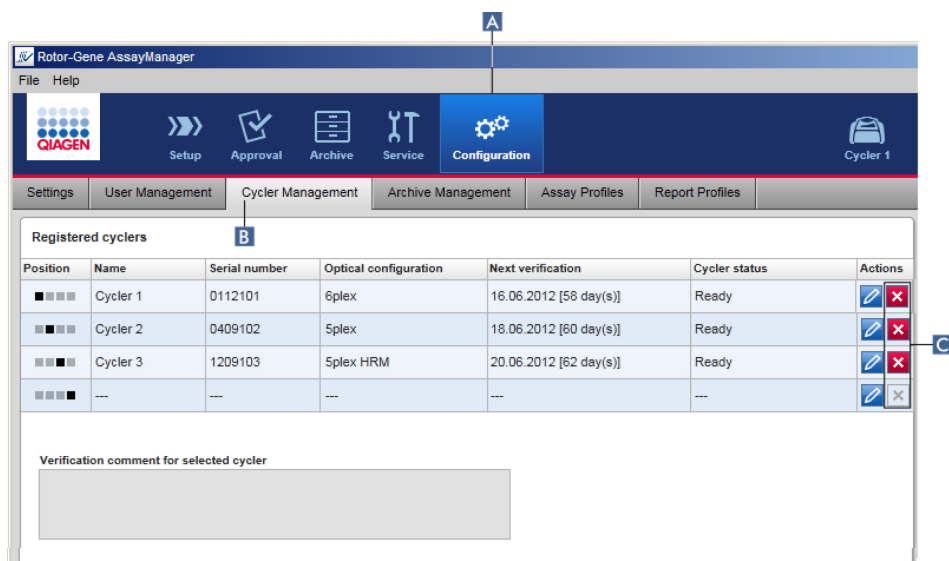 A
Rotor-Gene AssayManager
File Help
QIAGEN
Setup Approval Archive Service Configuration Cycler 1
Settings User Management Cycler Management Archive Management Assay Profiles Report Profiles
B
Registered cyclers
Position Name Serial number Optical configuration Next verification Cycler status Actions
Cycler 1 0112101 6plex 16.06.2012 [58 day(s)] Ready
Cycler 2 0409102 5plex 18.06.2012 [60 day(s)] Ready
C
Cycler 3 1209103 5plex HRM 20.06.2012 [62 day(s)] Ready
--- --- --- --- ---
Verification comment for selected cycler